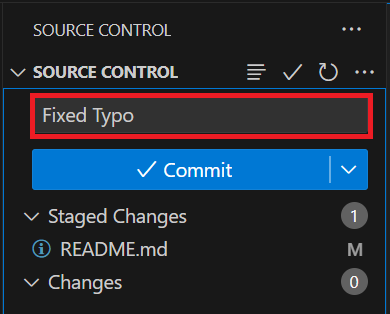 SOURCE CONTROL
SOURCE CONTROL
Fixed Typo
Commit
Staged Changes 1
README.md M
Changes 0